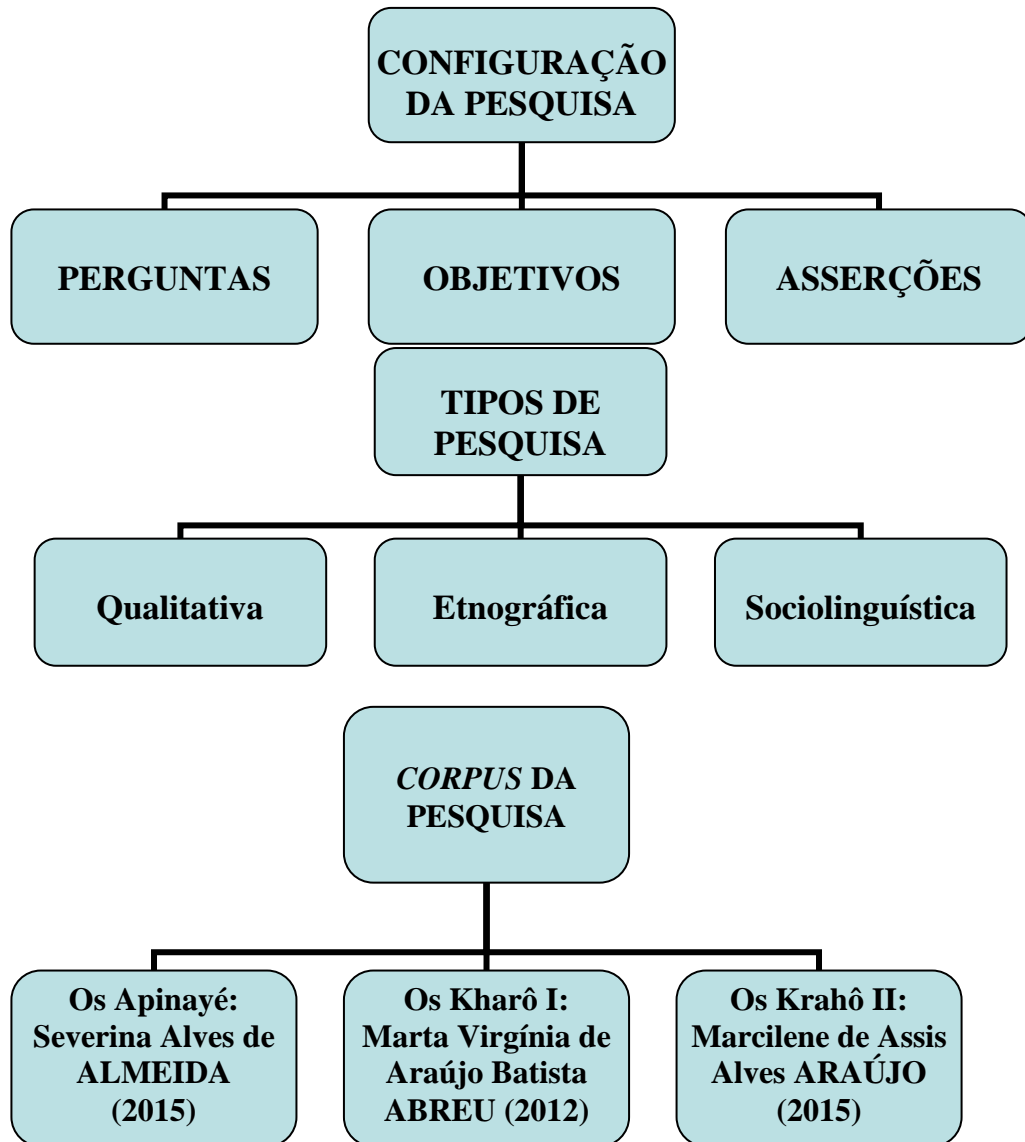 CONFIGURAÇÃO
DA PESQUISA
PERGUNTAS
OBJETIVOS
ASSERÇÕES
TIPOS DE
PESQUISA
Qualitativa
Etnográfica
Sociolinguística
CORPUS DA
PESQUISA
Os Apinayé:
Severina Alves de
ALMEIDA
(2015)
Os Kharô I:
Marta Virgínia de
Araújo Batista
ABREU (2012)
Os Krahô II:
Marcilene de Assis
Alves ARAÚJO
(2015)